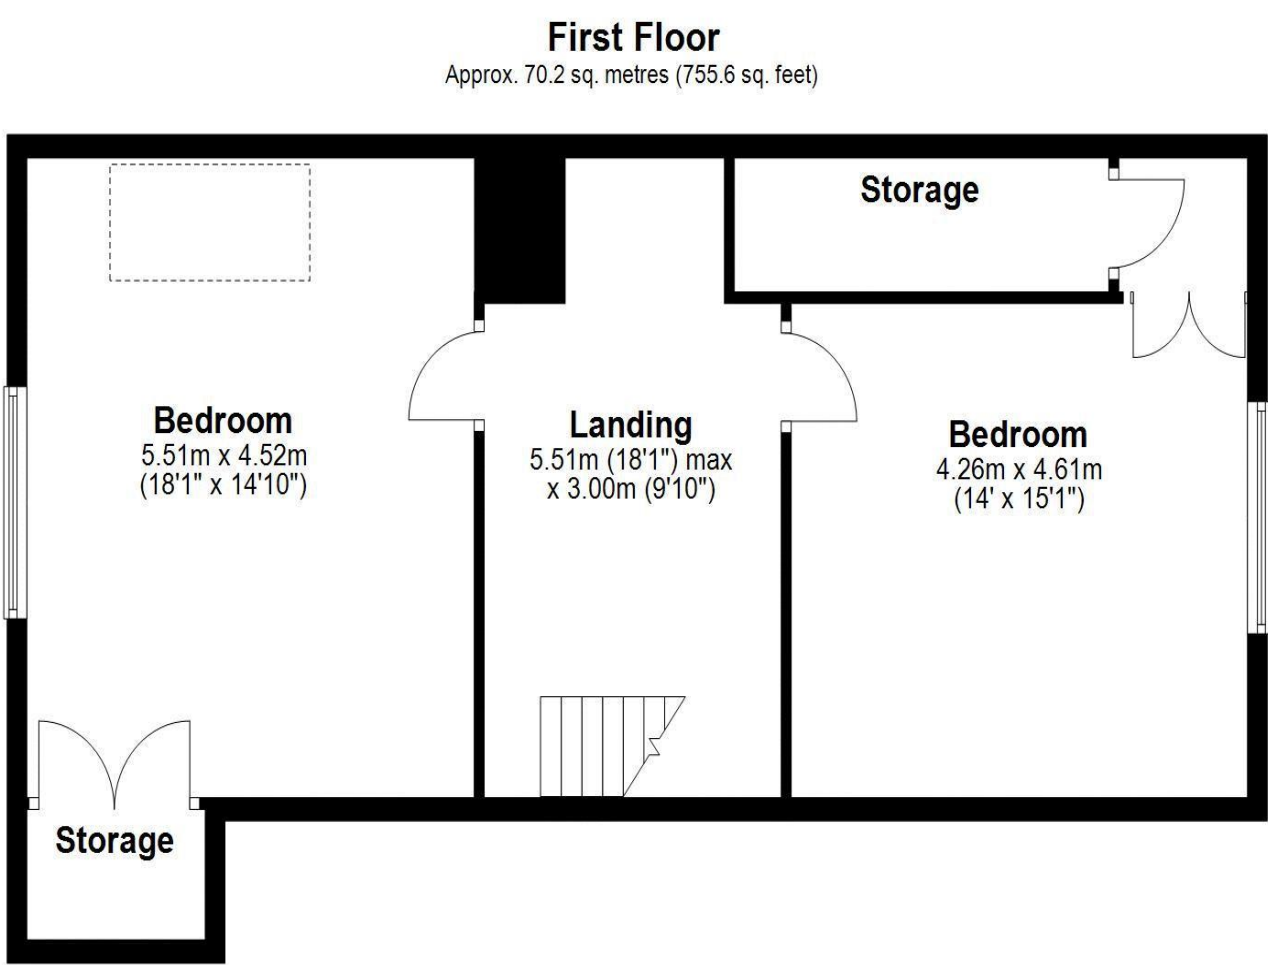 First Floor
Approx. 70.2 sq. metres (755.6 sq. feet)
Storage
Bedroom
5.51m x 4.52m
(18'1" x 14'10")
Landing
5.51m (18'1") max
x 3.00m (9'10")
Bedroom
4.26m x 4.61m
(14' x 15'1")
Storage